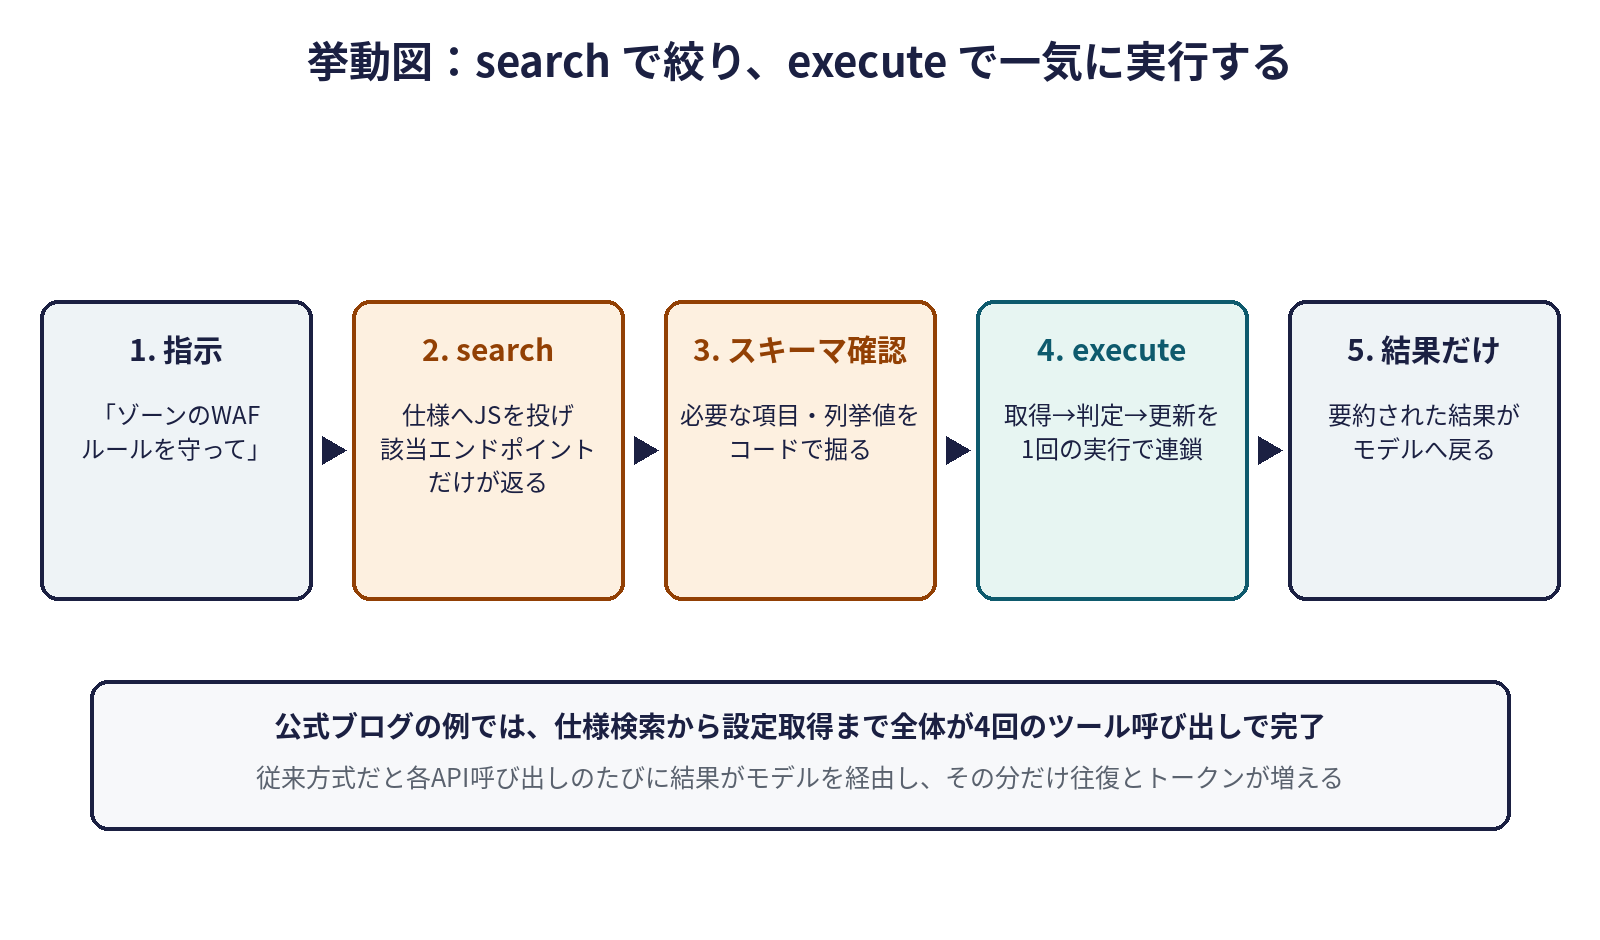 挙動図：search で絞り、execute で一気に実行する
1. 指示
「ゾーンのWAF
ルールを守って」
2. search
仕様へJSを投げ
該当エンドポイント
だけが返る
3. スキーマ確認
必要な項目・列挙値を
コードで掘る
4. execute
取得→判定→更新を
1回の実行で連鎖
5. 結果だけ
要約された結果が
モデルへ戻る
公式ブログの例では、仕様検索から設定取得まで全体が4回のツール呼び出しで完了
従来方式だと各API呼び出しのたびに結果がモデルを経由し、その分だけ往復とトークンが増える